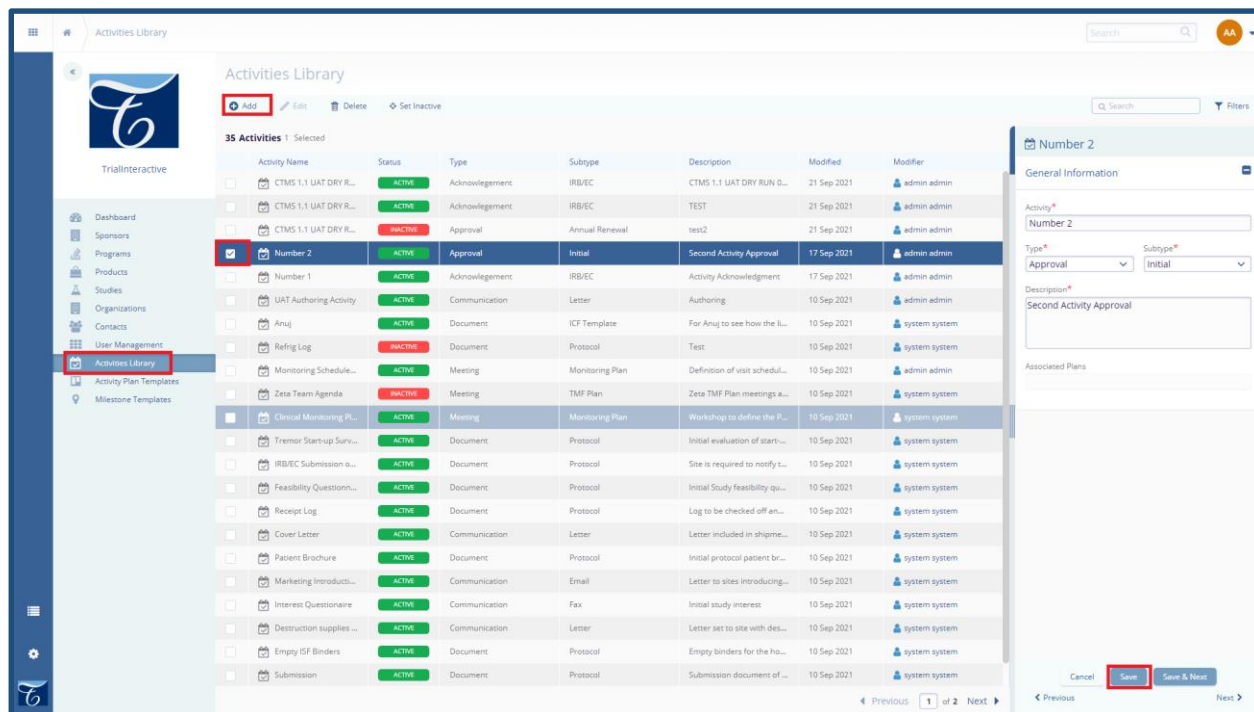 Activities Library
Search
AA
TrialInteractive
Dashboard
Sponsors
Programs
Products
Studies
Organizations
Contacts
User Management
Activities Library
Activity Plan Templates
Milestone Templates
Activities Library
Add Edit Delete Set Inactive
Search Filters
35 Activities 1 Selected
Activity Name Status Type Subtype Description Modified Modifier
CTMS 1.1 UAT DRY R... ACTIVE Acknowlegement IRB/EC CTMS 1.1 UAT DRY RUN 0... 21 Sep 2021 admin admin
CTMS 1.1 UAT DRY R... ACTIVE Acknowlegement IRB/EC TEST 21 Sep 2021 admin admin
CTMS 1.1 UAT DRY R... INACTIVE Approval Annual Renewal test2 21 Sep 2021 admin admin
Number 2 ACTIVE Approval Initial Second Activity Approval 17 Sep 2021 admin admin
Number 1 ACTIVE Acknowlegement IRB/EC Activity Acknowledgment 17 Sep 2021 admin admin
UAT Authoring Activity ACTIVE Communication Letter Authoring 10 Sep 2021 admin admin
Anuj ACTIVE Document ICF Template For Anuj to see how the li... 10 Sep 2021 system system
Refrig Log INACTIVE Document Protocol Test 10 Sep 2021 system system
Monitoring Schedule... ACTIVE Meeting Monitoring Plan Definition of visit schedul... 10 Sep 2021 admin admin
Zeta Team Agenda INACTIVE Meeting TMF Plan Zeta TMF Plan meetings a... 10 Sep 2021 system system
Clinical Monitoring Pl... ACTIVE Meeting Monitoring Plan Workshop to define the P... 10 Sep 2021 system system
Tremor Start-up Surv... ACTIVE Document Protocol Initial evaluation of start-... 10 Sep 2021 system system
IRB/EC Submission o... ACTIVE Document Protocol Site is required to notify t... 10 Sep 2021 system system
Feasibility Questionn... ACTIVE Document Protocol Initial Study feasibility qu... 10 Sep 2021 system system
Receipt Log ACTIVE Document Protocol Log to be checked off an... 10 Sep 2021 system system
Cover Letter ACTIVE Communication Letter Letter included in shipme... 10 Sep 2021 system system
Patient Brochure ACTIVE Document Protocol Initial protocol patient br... 10 Sep 2021 system system
Marketing Introducti... ACTIVE Communication Email Letter to sites introducing... 10 Sep 2021 system system
Interest Questionaire ACTIVE Communication Fax Initial study interest 10 Sep 2021 system system
Destruction supplies ... ACTIVE Communication Letter Letter set to site with des... 10 Sep 2021 system system
Empty ISF Binders ACTIVE Document Protocol Empty binders for the ho... 10 Sep 2021 system system
Submission ACTIVE Document Protocol Submission document of ... 10 Sep 2021 system system
Previous 1 of 2 Next
Number 2
General Information
Activity*
Number 2
Type* Subtype*
Approval Initial
Description*
Second Activity Approval
Associated Plans
Cancel Save Save & Next
Previous Next